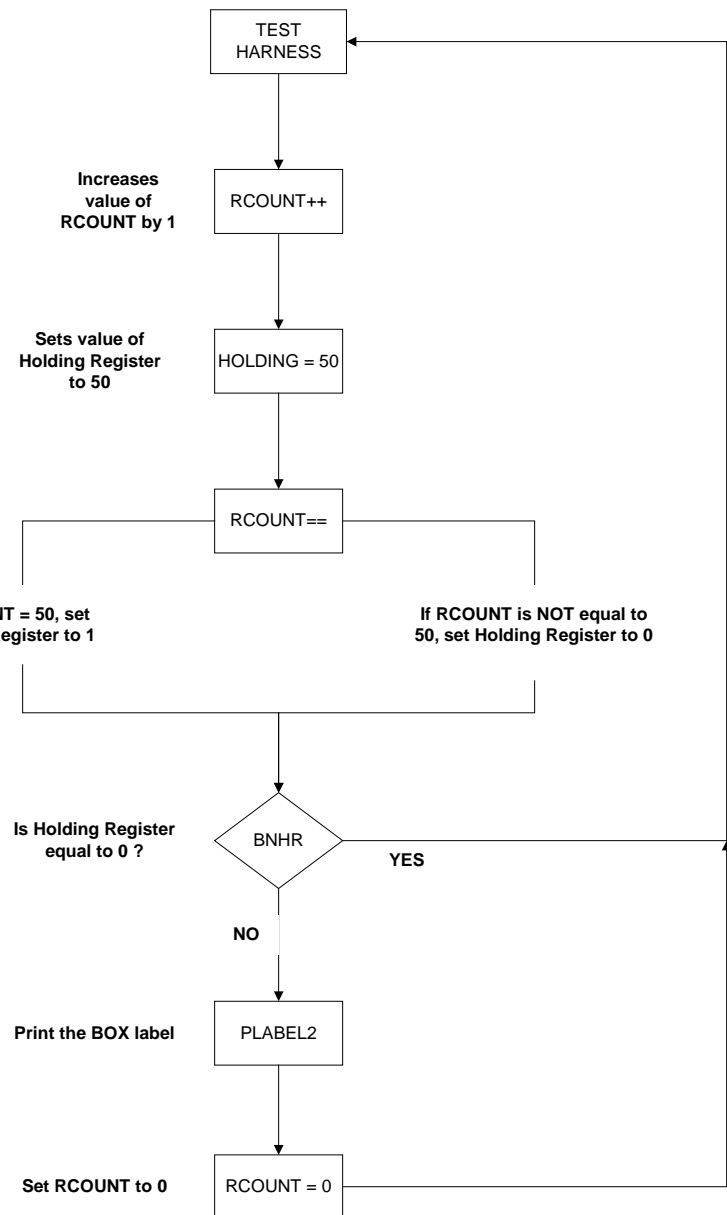 TEST
HARNESS
Increases
value of
RCOUNT by 1
RCOUNT++
Sets value of
Holding Register
to 50
HOLDING = 50
RCOUNT==
NT = 50, set
egister to 1
If RCOUNT is NOT equal to
50, set Holding Register to 0
Is Holding Register
equal to 0 ?
BNHR
YES
NO
Print the BOX label
PLABEL2
Set RCOUNT to 0
RCOUNT = 0